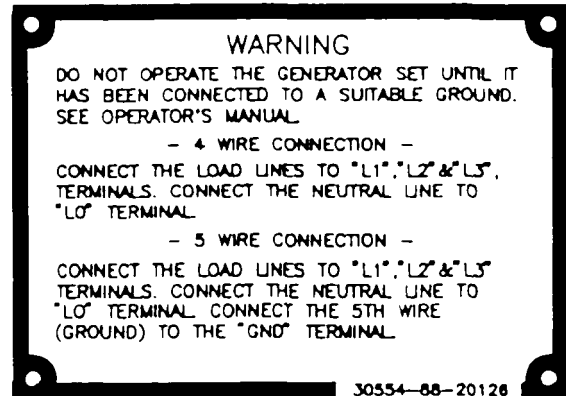 WARNING
DO NOT OPERATE THE GENERATOR SET UNTIL IT
HAS BEEN CONNECTED TO A SUITABLE GROUND.
SEE OPERATOR'S MANUAL
- 4 WIRE CONNECTION -
CONNECT THE LOAD LINES TO "L1","L2"&"L3",
TERMINALS. CONNECT THE NEUTRAL LINE TO
"LO" TERMINAL
- 5 WIRE CONNECTION -
CONNECT THE LOAD LINES TO "L1","L2"&"L3"
TERMINALS. CONNECT THE NEUTRAL LINE TO
"LO" TERMINAL CONNECT THE 5TH WIRE
(GROUND) TO THE "GND" TERMINAL
30554-88-20126